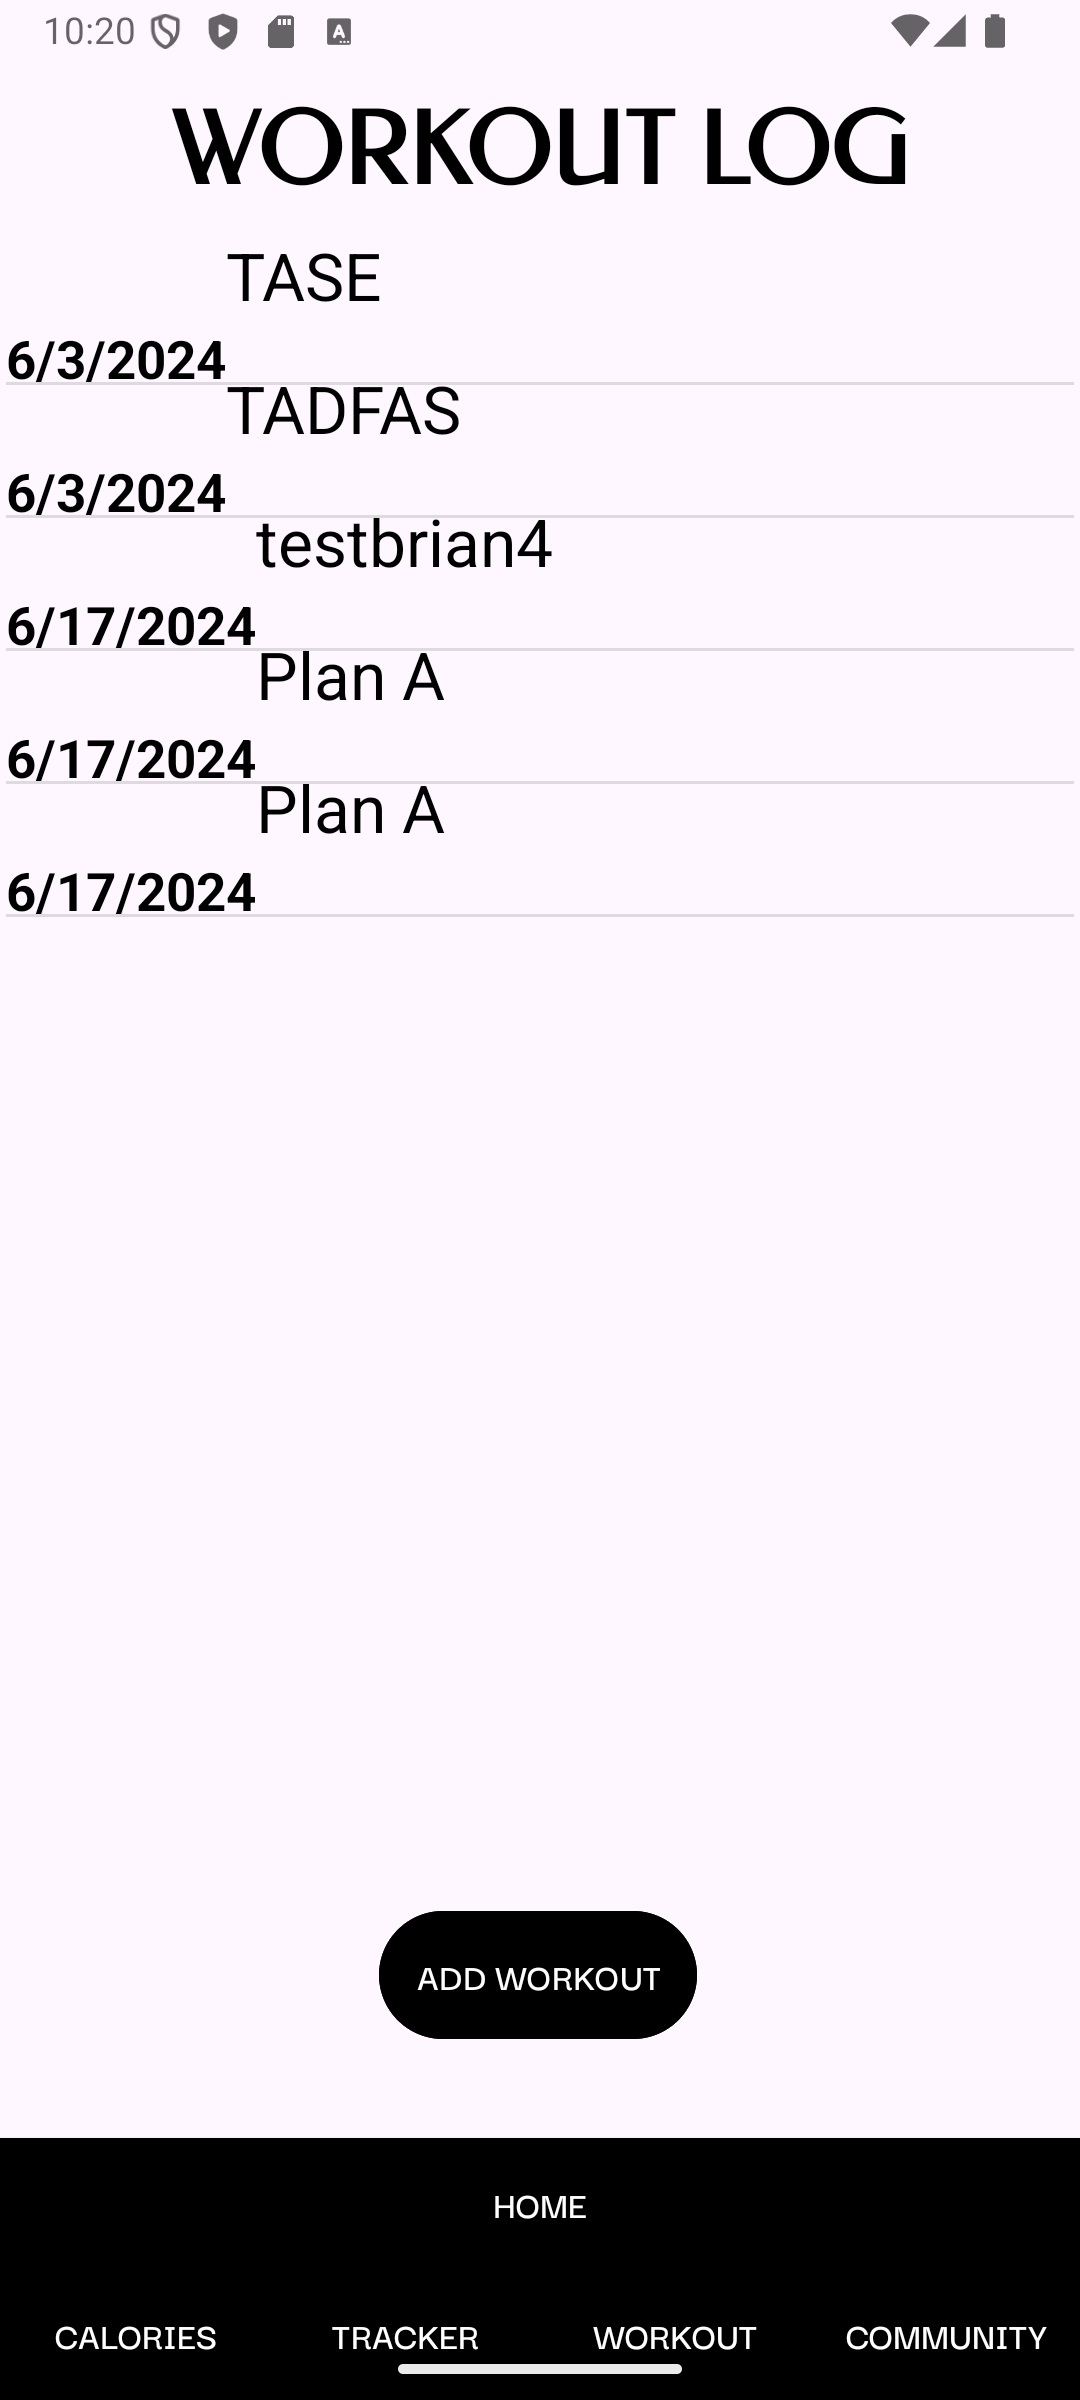 10:20
WORKOUT LOG
TASE
6/3/2024
TADFAS
6/3/2024
testbrian4
6/17/2024
Plan A
6/17/2024
Plan A
6/17/2024
ADD WORKOUT
HOME
CALORIES TRACKER WORKOUT COMMUNITY